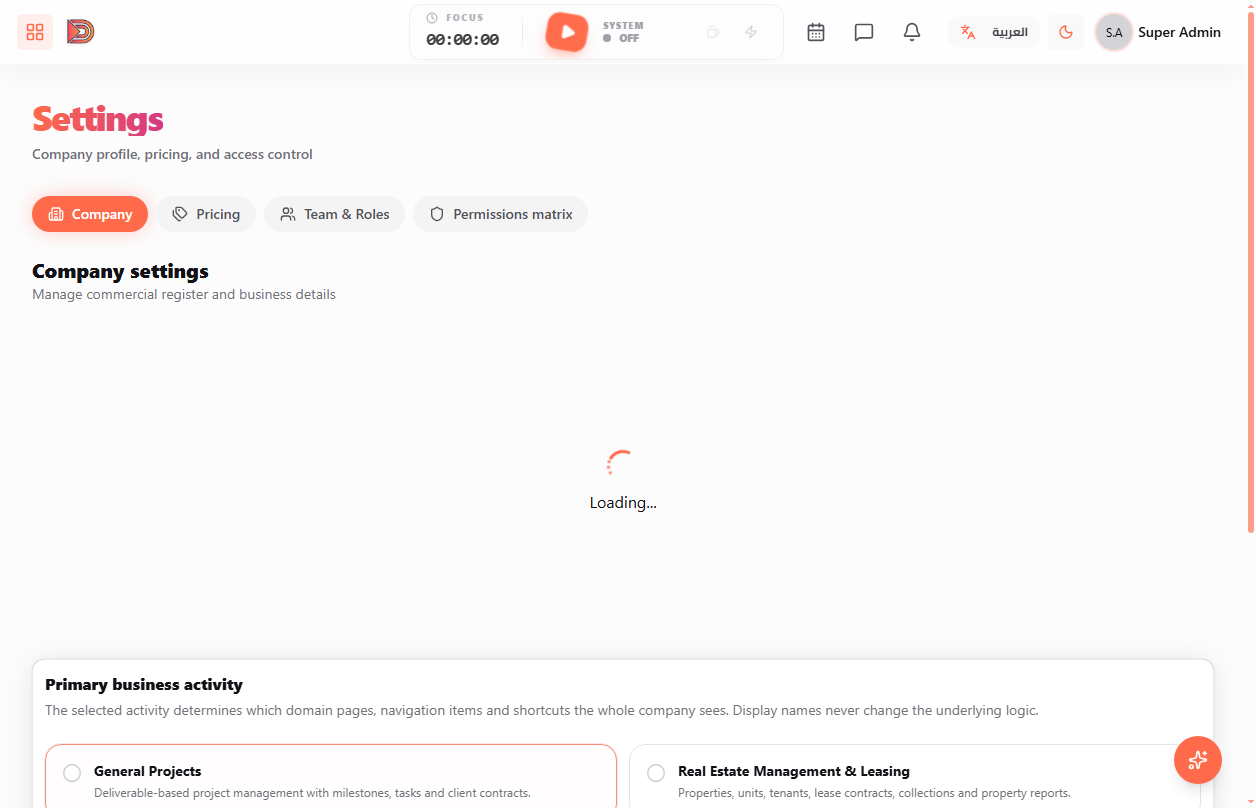 FOCUS
00:00:00
SYSTEM
OFF
العربية
S.A
Super Admin
Settings
Company profile, pricing, and access control
Company
Pricing
Team & Roles
Permissions matrix
Company settings
Manage commercial register and business details
Loading...
Primary business activity
The selected activity determines which domain pages, navigation items and shortcuts the whole company sees. Display names never change the underlying logic.
General Projects
Deliverable-based project management with milestones, tasks and client contracts.
Real Estate Management & Leasing
Properties, units, tenants, lease contracts, collections and property reports.